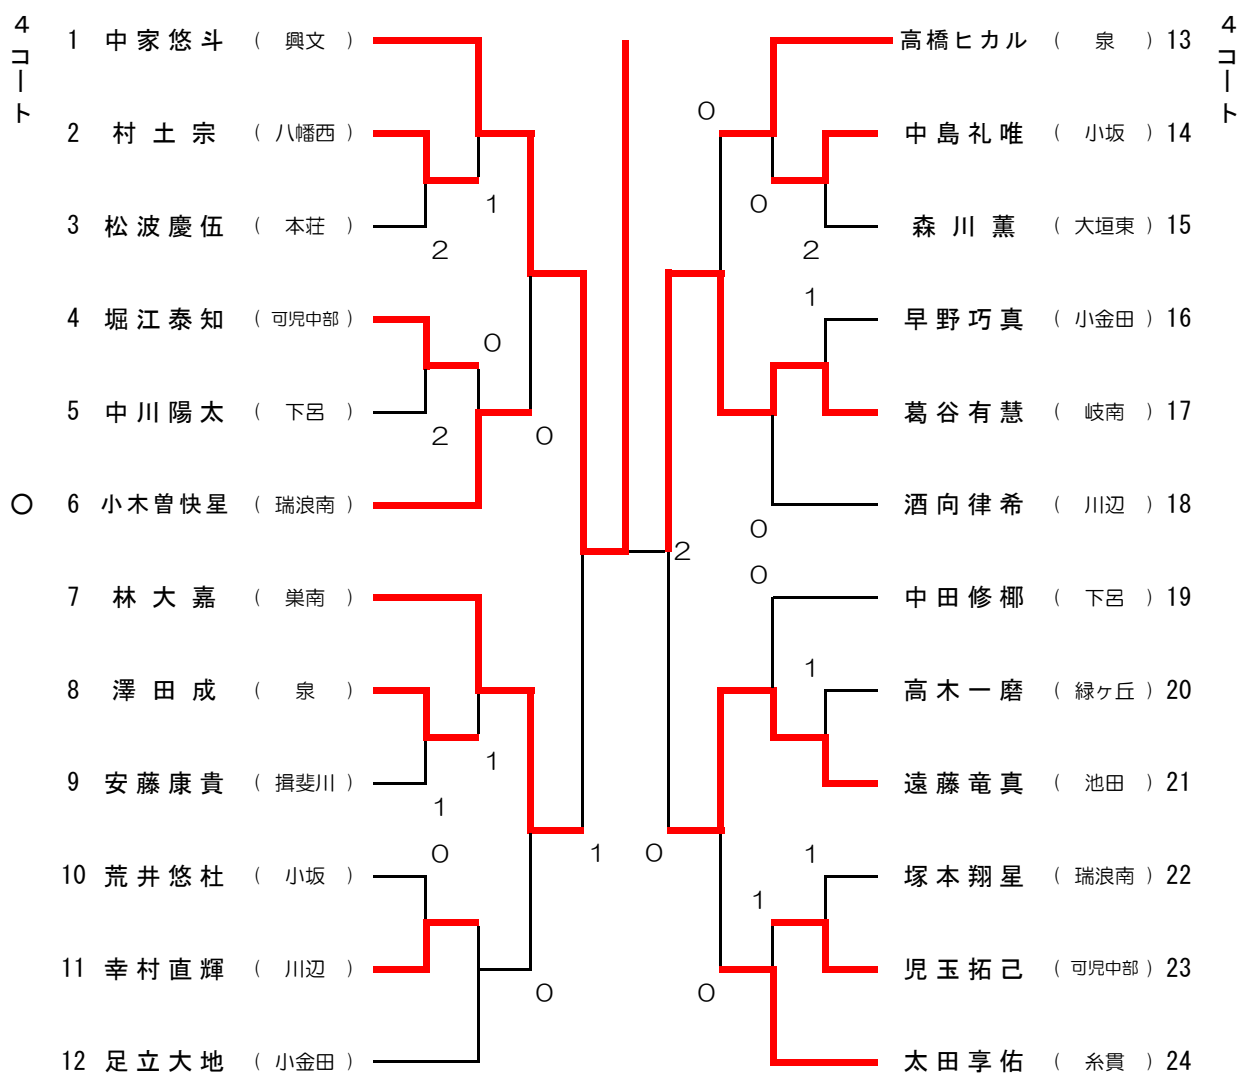 4コート
1 中家悠斗 ( 興文 )
2 村土宗 ( 八幡西 )
3 松波慶伍 ( 本荘 )
4 堀江泰知 ( 可児中部 )
5 中川陽太 ( 下呂 )
○ 6 小木曽快星 ( 瑞浪南 )
7 林大嘉 ( 巣南 )
8 澤田成 ( 泉 )
9 安藤康貴 ( 揖斐川 )
10 荒井悠杜 ( 小坂 )
11 幸村直輝 ( 川辺 )
12 足立大地 ( 小金田 )
1
2
0
2
0
1
1
0
1
0
2
0
0
2
1
0
0
1
0
1
1
0
高橋ヒカル ( 泉 ) 13
中島礼唯 ( 小坂 ) 14
森川薫 ( 大垣東 ) 15
早野巧真 ( 小金田 ) 16
葛谷有慧 ( 岐南 ) 17
酒向律希 ( 川辺 ) 18
中田修椰 ( 下呂 ) 19
高木一磨 ( 緑ヶ丘 ) 20
遠藤竜真 ( 池田 ) 21
塚本翔星 ( 瑞浪南 ) 22
児玉拓己 ( 可児中部 ) 23
太田享佑 ( 糸貫 ) 24
4コート